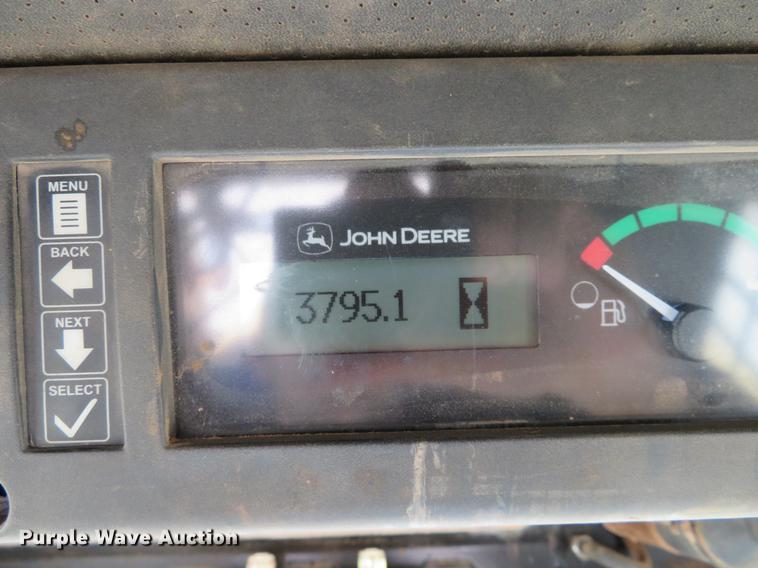 MENU
BACK
NEXT
SELECT
JOHN DEERE
3795.1
Purple Wave Auction